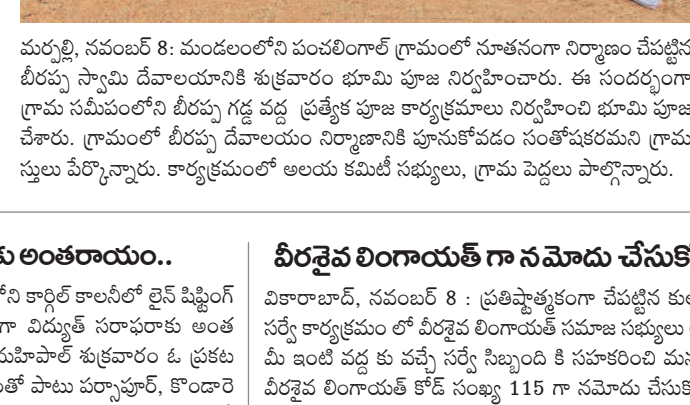 మర్పల్లి, నవంబర్ 8: మండలంలోని పంచలింగాల్ గ్రామంలో నూతనంగా నిర్మాణం చేపట్టిన
బీరప్ప స్వామి దేవాలయానికి శుక్రవారం భూమి పూజ నిర్వహించారు. ఈ సందర్భంగా
గ్రామ సమీపంలోని బీరప్ప గడ్డ వద్ద ప్రత్యేక పూజ కార్యక్రమాలు నిర్వహించి భూమి పూజ
చేశారు. గ్రామంలో బీరప్ప దేవాలయం నిర్మాణానికి పూనుకోవడం సంతోషకరమని గ్రామ
స్తులు పేర్కొన్నారు. కార్యక్రమంలో అలయ కమిటీ సభ్యులు, గ్రామ పెద్దలు పాల్గొన్నారు.
కు అంతరాయం..
ని కార్గిల్ కాలనీలో లైన్ షిఫ్టింగ్
గా విద్యుత్ సరాఫరాకు అంత
మహిపాల్ శుక్రవారం ఓ ప్రకట
తో పాటు పర్సాపూర్, కొండారె
వీరశైవ లింగాయత్ గా నమోదు చేసుకో
వికారాబాద్, నవంబర్ 8 : ప్రతిష్టాత్మకంగా చేపట్టిన కుల
సర్వే కార్యక్రమం లో వీరశైవ లింగాయత్ సమాజ సభ్యులు
మీ ఇంటి వద్ద కు వచ్చే సర్వే సిబ్బంది కి సహకరించి మన
వీరశైవ లింగాయత్ కోడ్ సంఖ్య 115 గా నమోదు చేసుకో